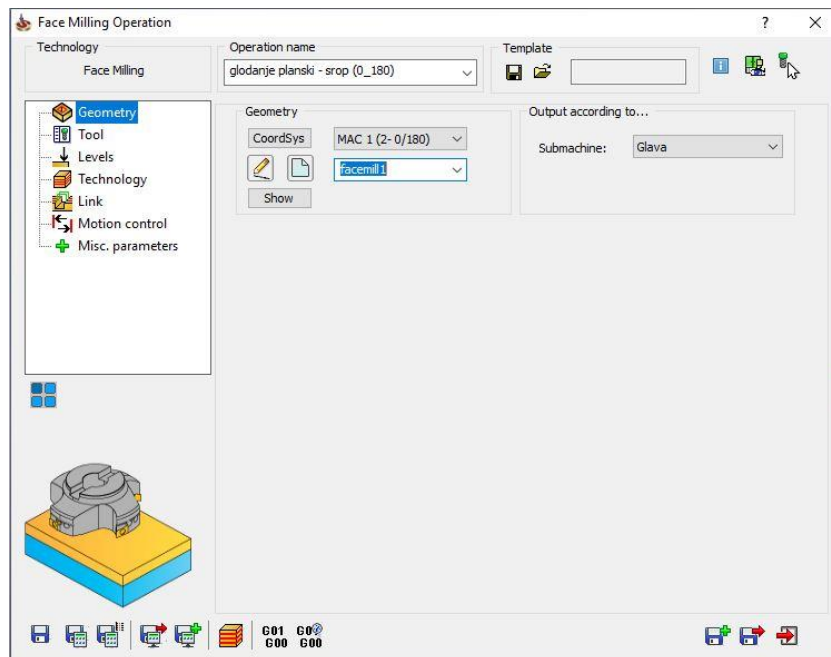 Face Milling Operation
Technology
Face Milling
Operation name
glodanje planski - srop (0_180)
Template
Geometry
Tool
Levels
Technology
Link
Motion control
Misc. parameters
Geometry
CoordSys
MAC 1 (2- 0/180)
facemill1
Show
Output according to...
Submachine:
Glava
G01 G00
G00 G00